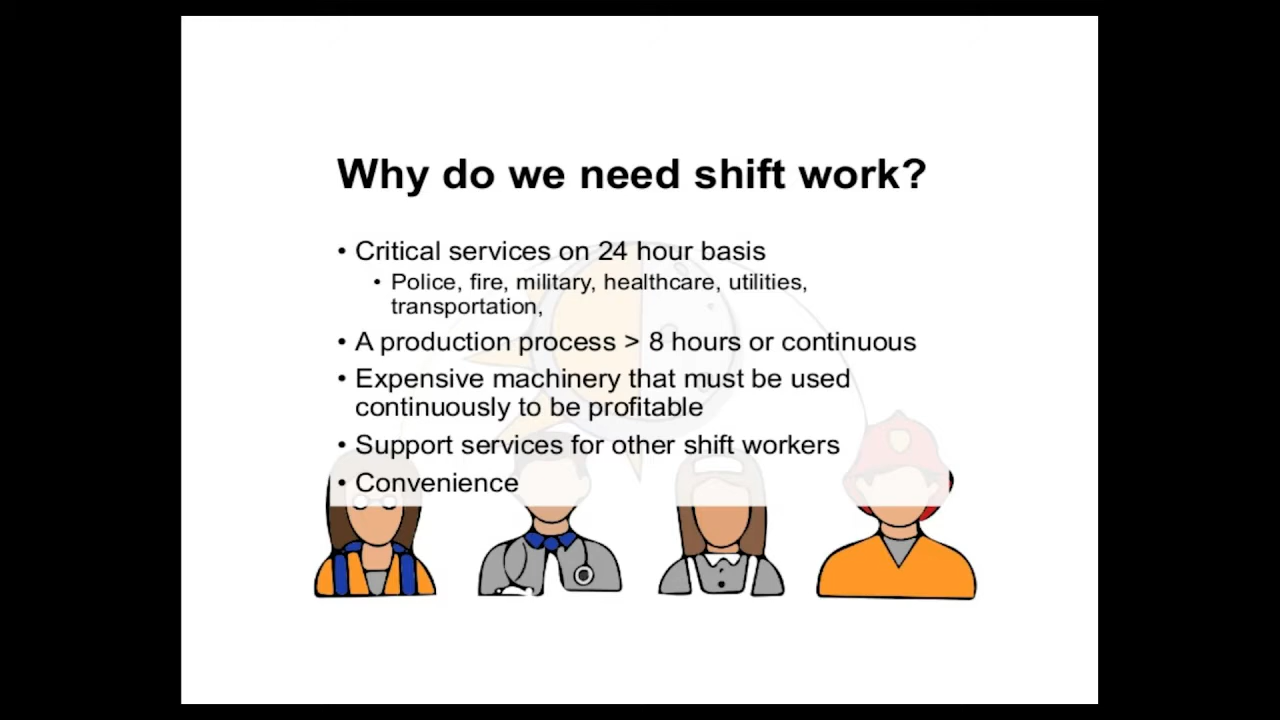 Why do we need shift work?
• Critical services on 24 hour basis
• Police, fire, military, healthcare, utilities,
transportation,
• A production process > 8 hours or continuous
• Expensive machinery that must be used
continuously to be profitable
• Support services for other shift workers
• Convenience